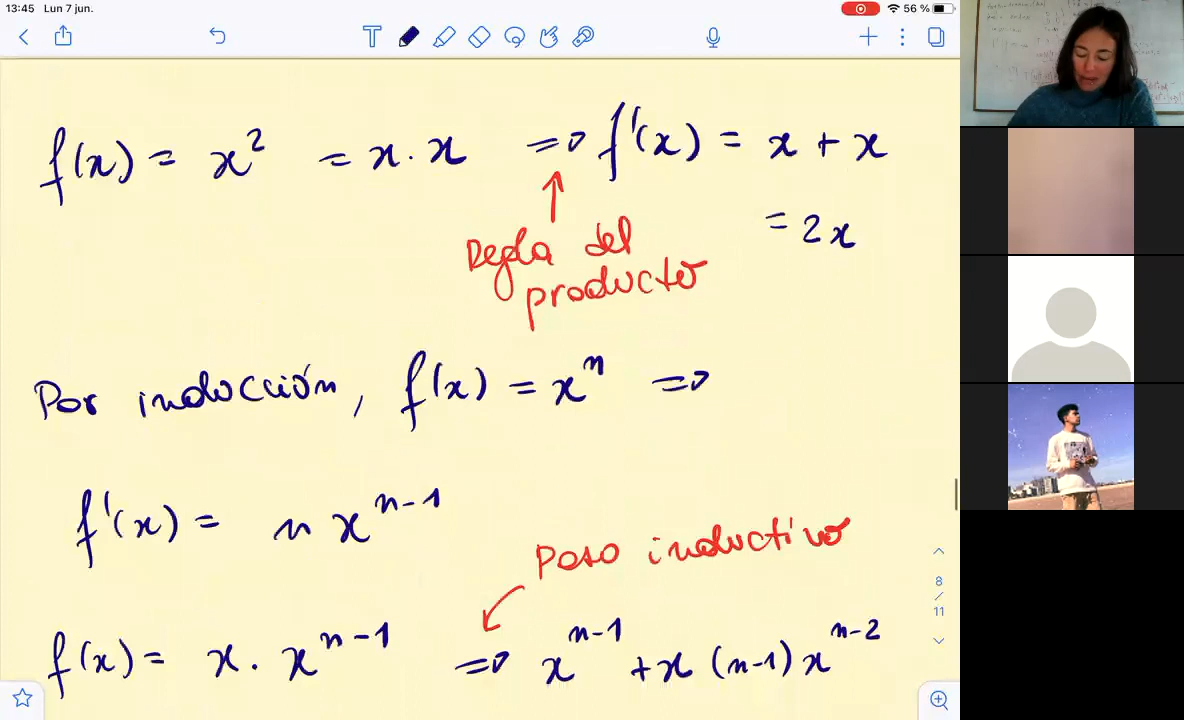 13:45 Lun 7 jun. 56 %
f(x) = x² = x · x ⇒ f'(x) = x + x
= 2x
Regla del
producto
Por inducción, f(x) = xⁿ ⇒
f'(x) = n xⁿ⁻¹
Paso inductivo
f(x) = x · xⁿ⁻¹ ⇒ xⁿ⁻¹ + x (n-1) xⁿ⁻²
8
/
11